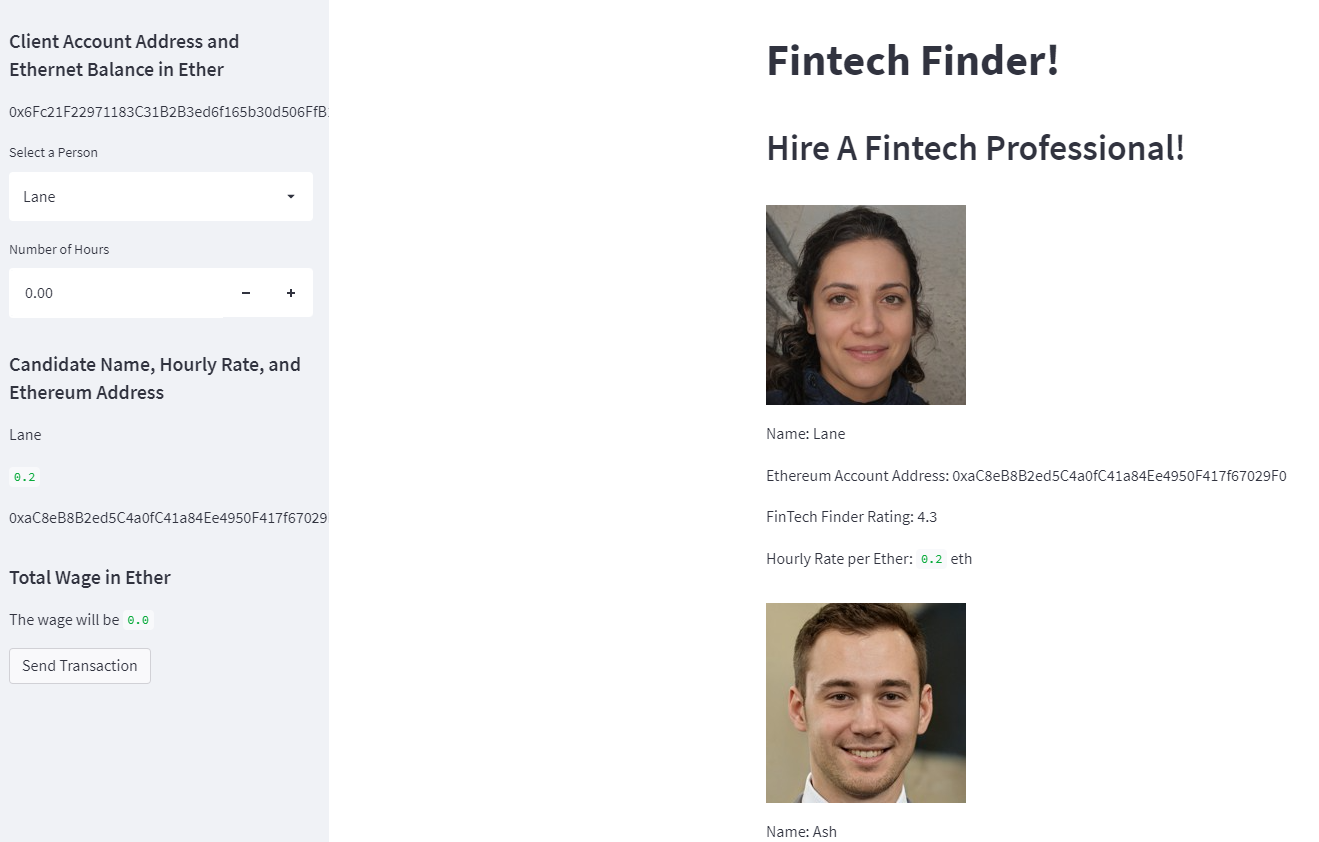 Client Account Address and
Ethernet Balance in Ether
0x6Fc21F22971183C31B2B3ed6f165b30d506FfB
Select a Person
Lane
Number of Hours
0.00
Candidate Name, Hourly Rate, and
Ethereum Address
Lane
0.2
0xaC8eB8B2ed5C4a0fC41a84Ee4950F417f67029
Total Wage in Ether
The wage will be 0.0
Send Transaction
Fintech Finder!
Hire A Fintech Professional!
Name: Lane
Ethereum Account Address: 0xaC8eB8B2ed5C4a0fC41a84Ee4950F417f67029F0
FinTech Finder Rating: 4.3
Hourly Rate per Ether: 0.2 eth
Name: Ash